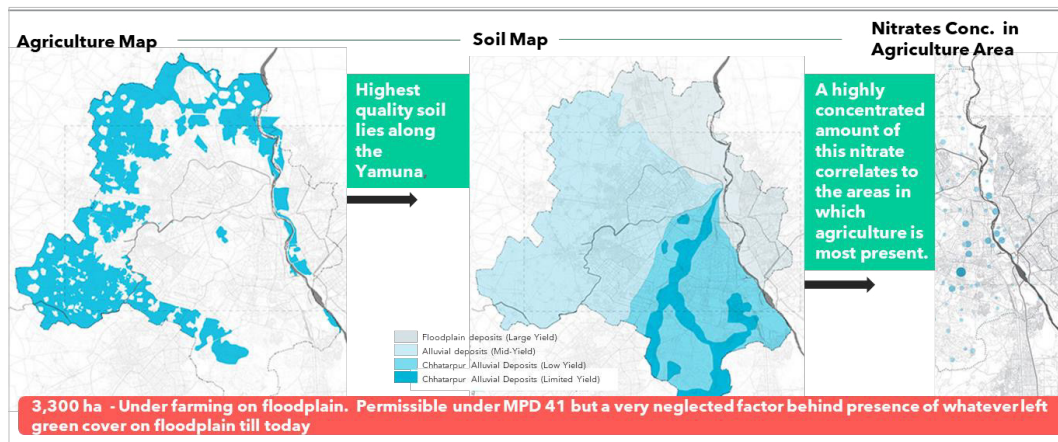 Agriculture Map
Soil Map
Nitrates Conc. in
Agriculture Area
Highest
quality soil
lies along
the
Yamuna.
A highly
concentrated
amount of
this nitrate
correlates to
the areas in
which
agriculture is
most present.
Floodplain deposits (Large Yield)
Alluvial deposits (Mid-Yield)
Chhatarpur Alluvial Deposits (Low Yield)
Chhatarpur Alluvial Deposits (Limited Yield)
3,300 ha - Under farming on floodplain. Permissible under MPD 41 but a very neglected factor behind presence of whatever left
green cover on floodplain till today